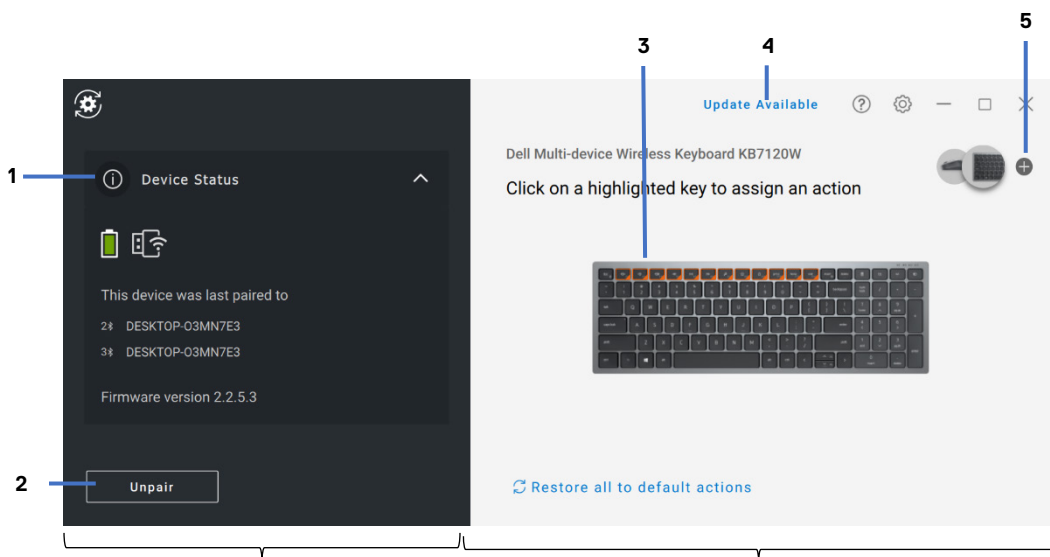 5
3
4
Update Available
Dell Multi-device Wireless Keyboard KB7120W
Click on a highlighted key to assign an action
1
Device Status
This device was last paired to
2 DESKTOP-O3MN7E3
3 DESKTOP-O3MN7E3
Firmware version 2.2.5.3
2
Unpair
Restore all to default actions